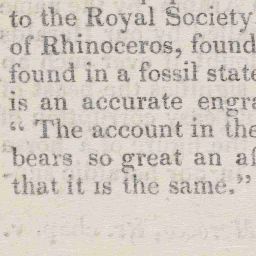 to the Royal Society
of Rhinoceros, found
found in a fossil state
is an accurate engra
“ The account in the
bears so great an af
that it is the same.”